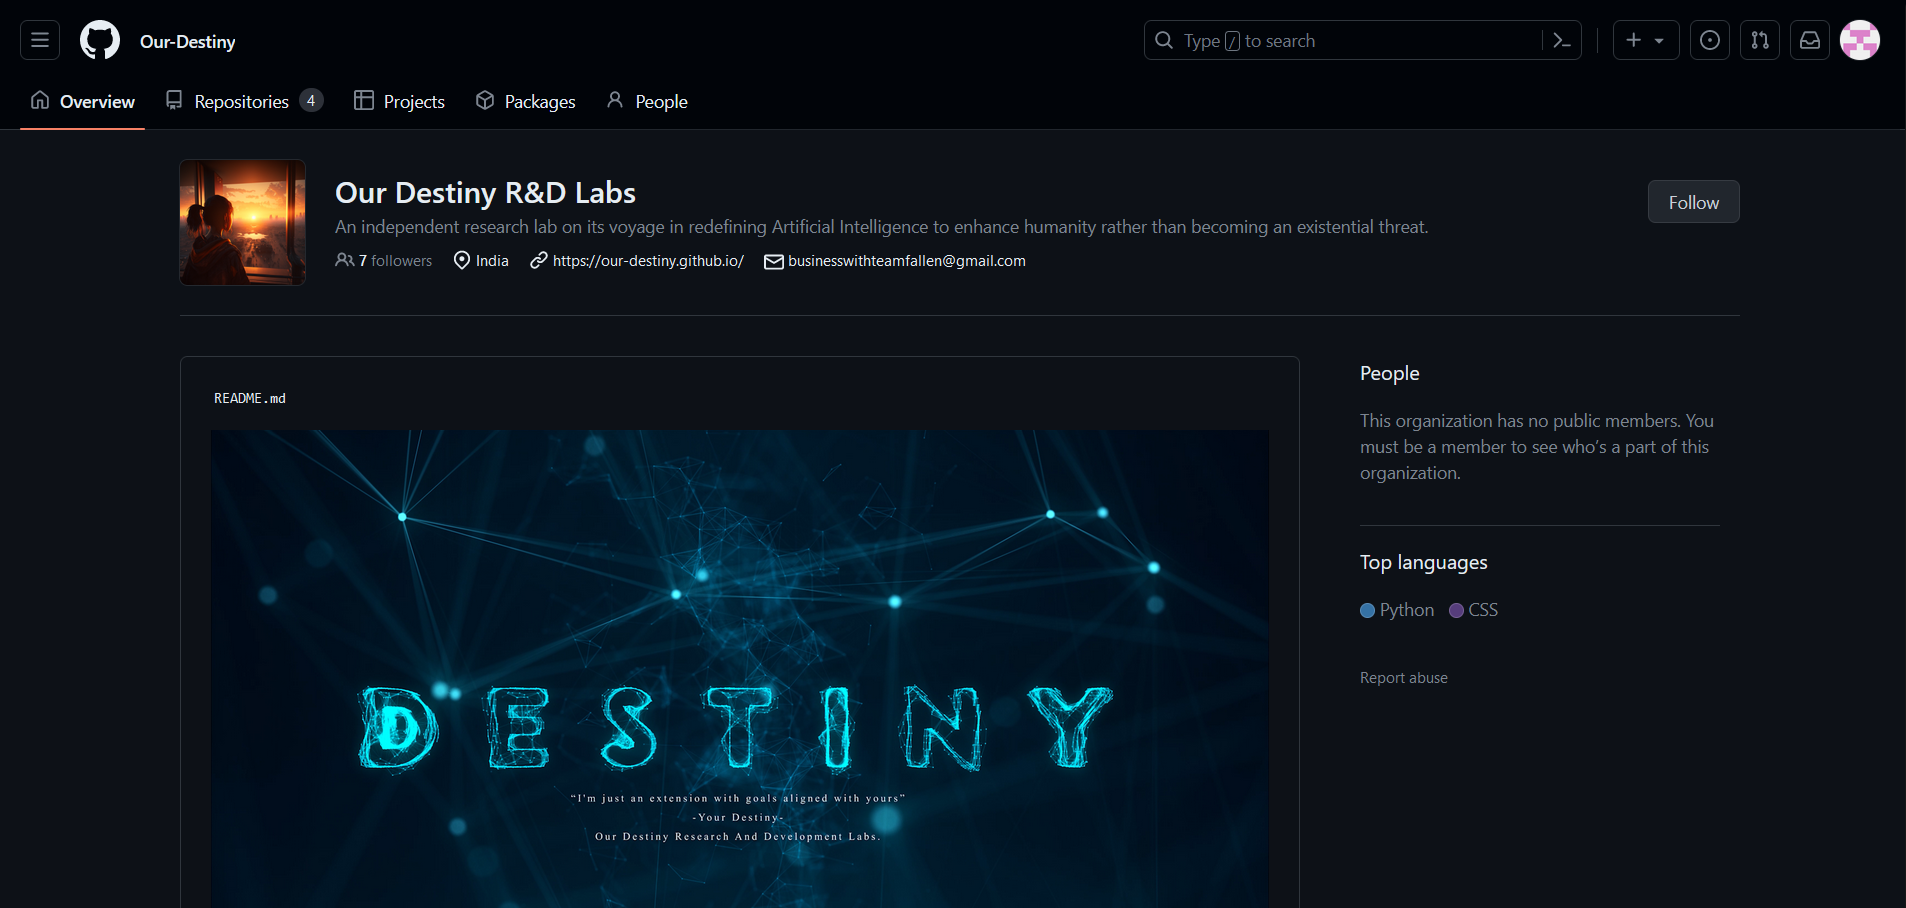 Our-Destiny
Type / to search
Overview
Repositories 4
Projects
Packages
People
Our Destiny R&D Labs
Follow
An independent research lab on its voyage in redefining Artificial Intelligence to enhance humanity rather than becoming an existential threat.
7 followers
India
https://our-destiny.github.io/
businesswithteamfallen@gmail.com
README.md
DESTINY
“I'm just an extension with goals aligned with yours”
-Your Destiny-
Our Destiny Research And Development Labs.
People
This organization has no public members. You
must be a member to see who’s a part of this
organization.
Top languages
Python
CSS
Report abuse